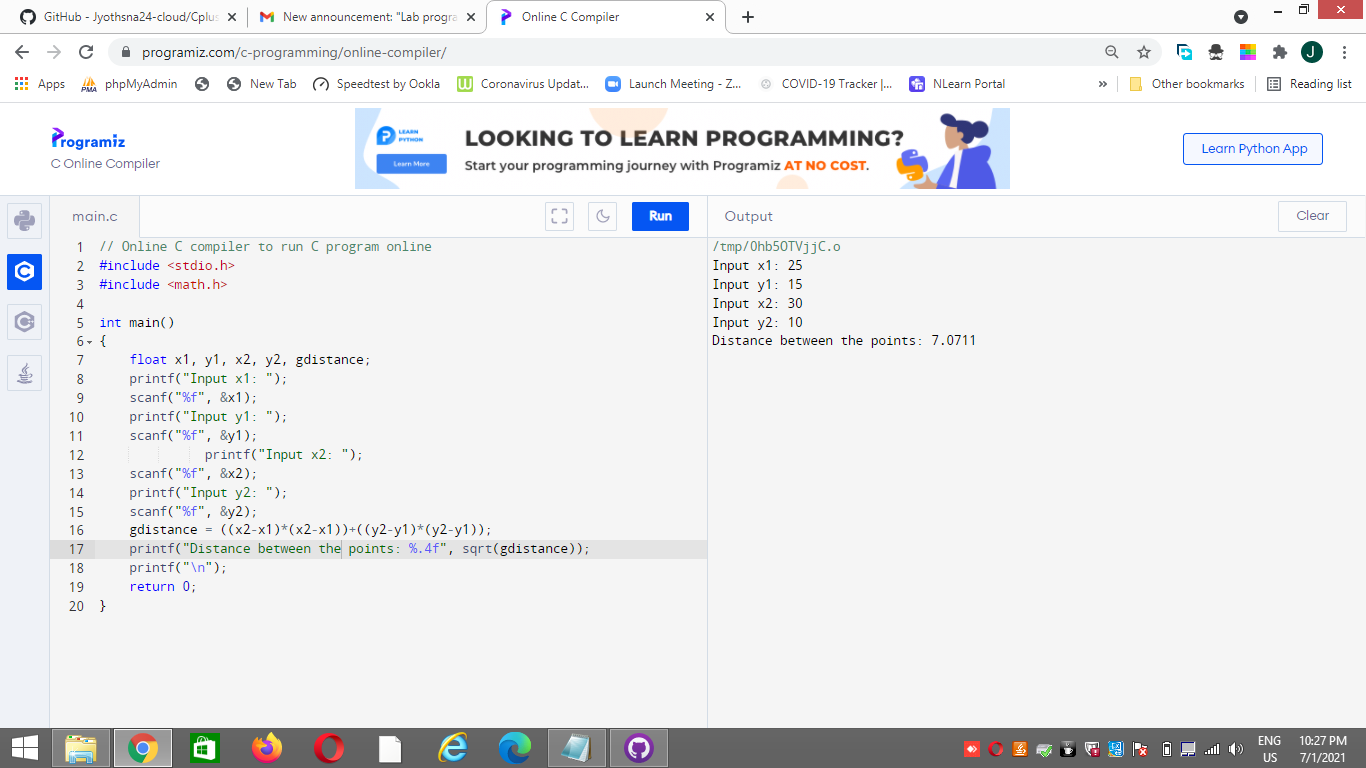 GitHub - Jyothsna24-cloud/Cplus
New announcement: "Lab progra
Online C Compiler
programiz.com/c-programming/online-compiler/
J
Apps
PMA
phpMyAdmin
New Tab
Speedtest by Ookla
W
Coronavirus Updat...
Launch Meeting - Z...
COVID-19 Tracker |...
NLearn Portal
»
Other bookmarks
Reading list
Programiz
C Online Compiler
LEARN
PYTHON
Learn More
LOOKING TO LEARN PROGRAMMING?
Start your programming journey with Programiz AT NO COST.
Learn Python App
main.c
Run
Output
Clear
1 // Online C compiler to run C program online
2 #include <stdio.h>
3 #include <math.h>
4
5 int main()
6 {
7 float x1, y1, x2, y2, gdistance;
8 printf("Input x1: ");
9 scanf("%f", &x1);
10 printf("Input y1: ");
11 scanf("%f", &y1);
12 printf("Input x2: ");
13 scanf("%f", &x2);
14 printf("Input y2: ");
15 scanf("%f", &y2);
16 gdistance = ((x2-x1)*(x2-x1))+((y2-y1)*(y2-y1));
17 printf("Distance between the points: %.4f", sqrt(gdistance));
18 printf("\n");
19 return 0;
20 }
/tmp/0hb5OTVjjC.o
Input x1: 25
Input y1: 15
Input x2: 30
Input y2: 10
Distance between the points: 7.0711
ENG
US
10:27 PM
7/1/2021